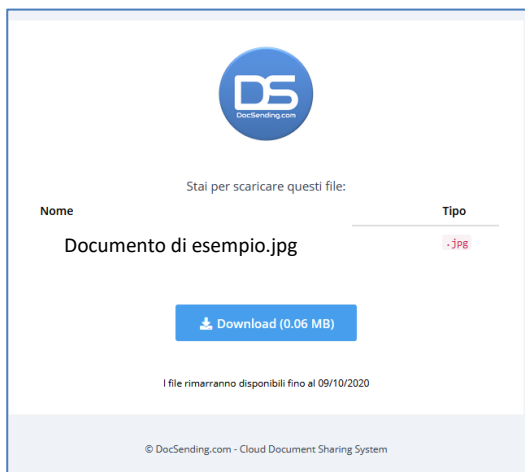 DS
DocSending.com
Stai per scaricare questi file:
Nome Tipo
Documento di esempio.jpg .jpg
Download (0.06 MB)
I file rimarranno disponibili fino al 09/10/2020
© DocSending.com - Cloud Document Sharing System